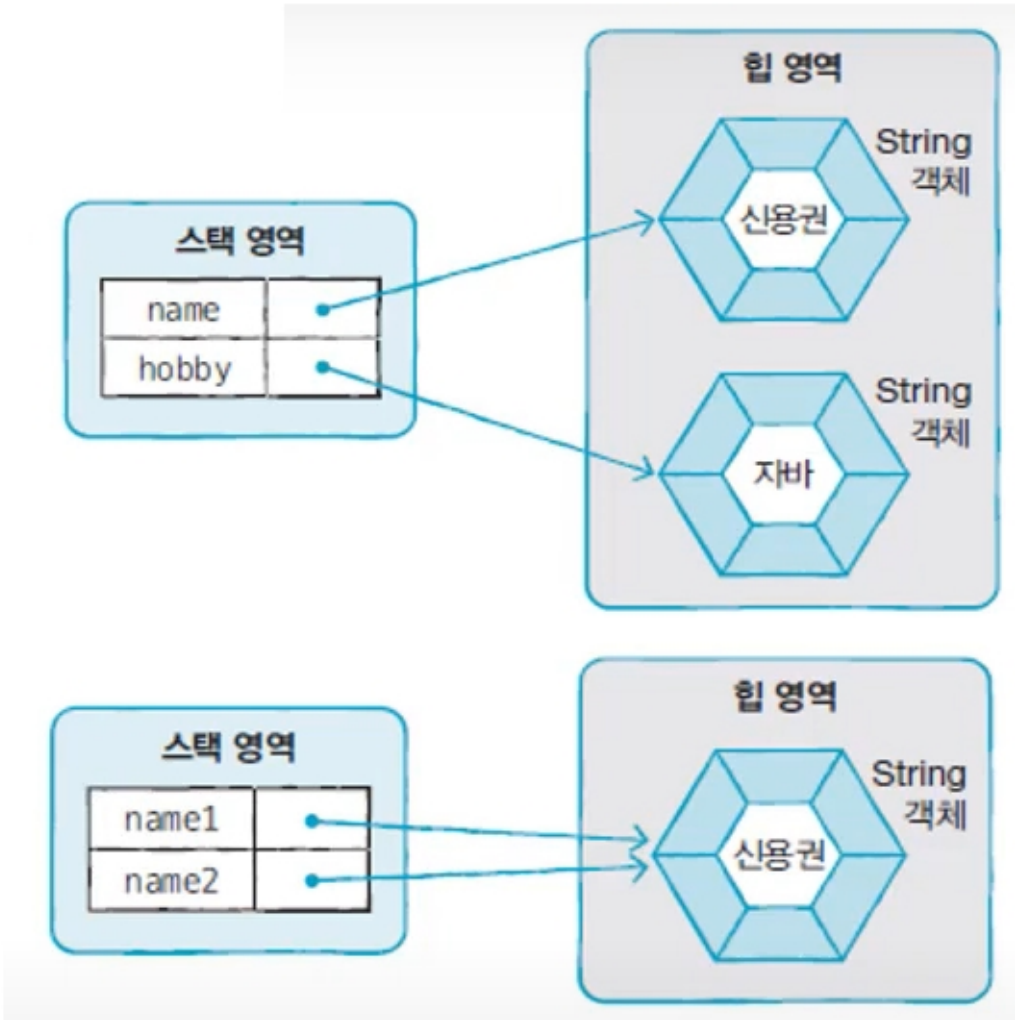 힙 영역
String
객체
신용권
스택 영역
name
hobby
String
객체
자바
힙 영역
String
객체
신용권
스택 영역
name1
name2